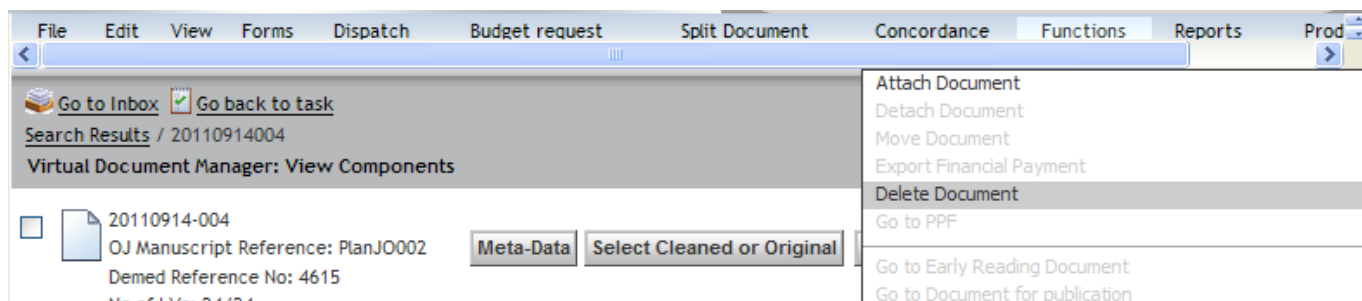 File Edit View Forms Dispatch Budget request Split Document Concordance Functions Reports Prod
Go to Inbox Go back to task
Search Results / 20110914004
Virtual Document Manager: View Components
20110914-004
OJ Manuscript Reference: PlanJO002
Demed Reference No: 4615
Meta-Data Select Cleaned or Original
Attach Document
Detach Document
Move Document
Export Financial Payment
Delete Document
Go to PPF
Go to Early Reading Document
Go to Document for publication